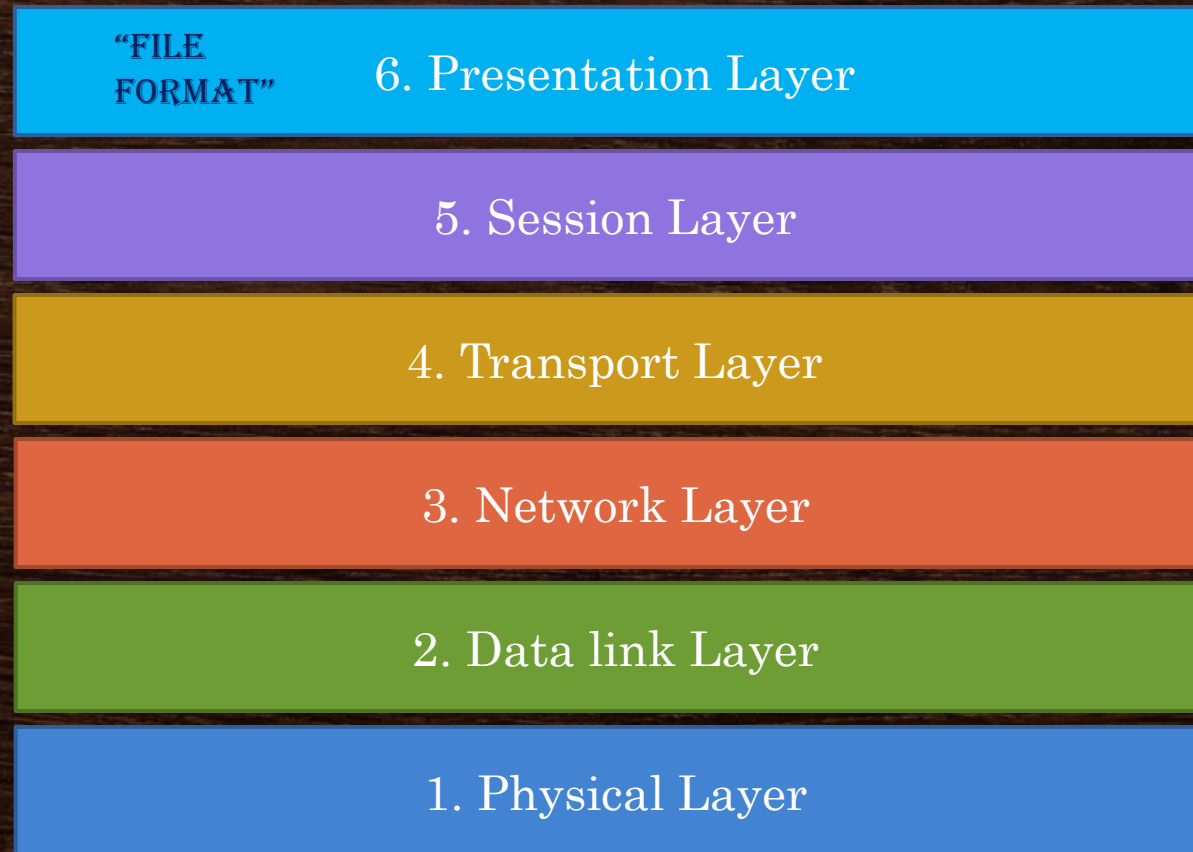 “FILE
FORMAT”
6. Presentation Layer
5. Session Layer
4. Transport Layer
3. Network Layer
2. Data link Layer
1. Physical Layer